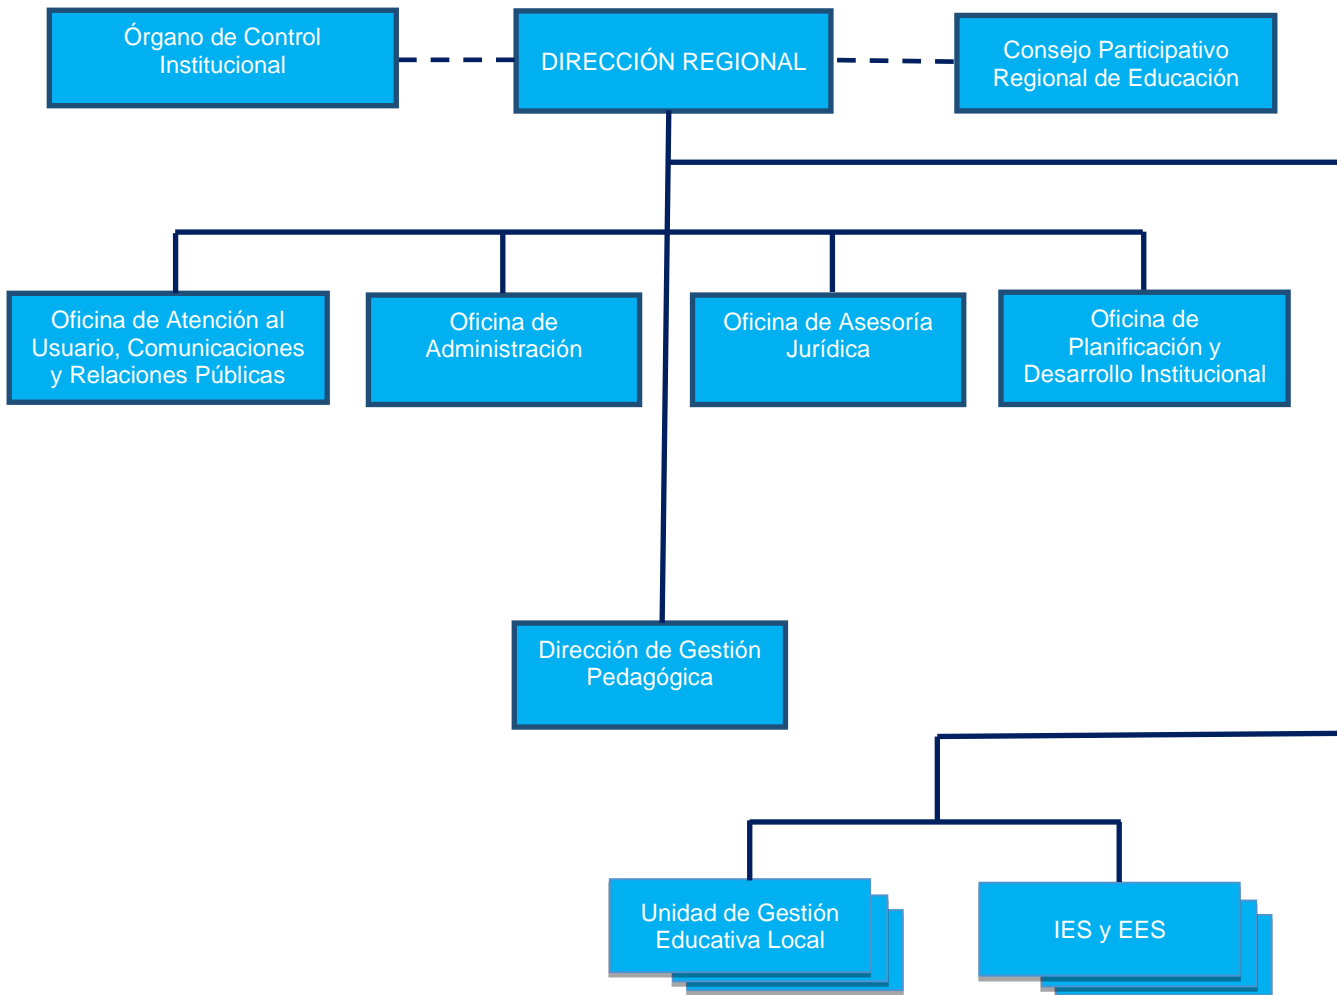 Órgano de Control
Institucional
DIRECCIÓN REGIONAL
Consejo Participativo
Regional de Educación
Oficina de Atención al
Usuario, Comunicaciones
y Relaciones Públicas
Oficina de
Administración
Oficina de Asesoría
Jurídica
Oficina de
Planificación y
Desarrollo Institucional
Dirección de Gestión
Pedagógica
Unidad de Gestión
Educativa Local
IES y EES